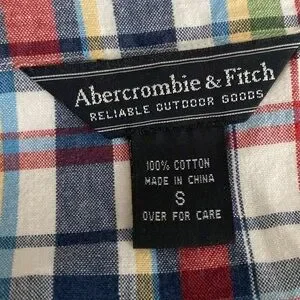 Abercrombie & Fitch
RELIABLE OUTDOOR GOODS
100% COTTON
MADE IN CHINA
S
OVER FOR CARE